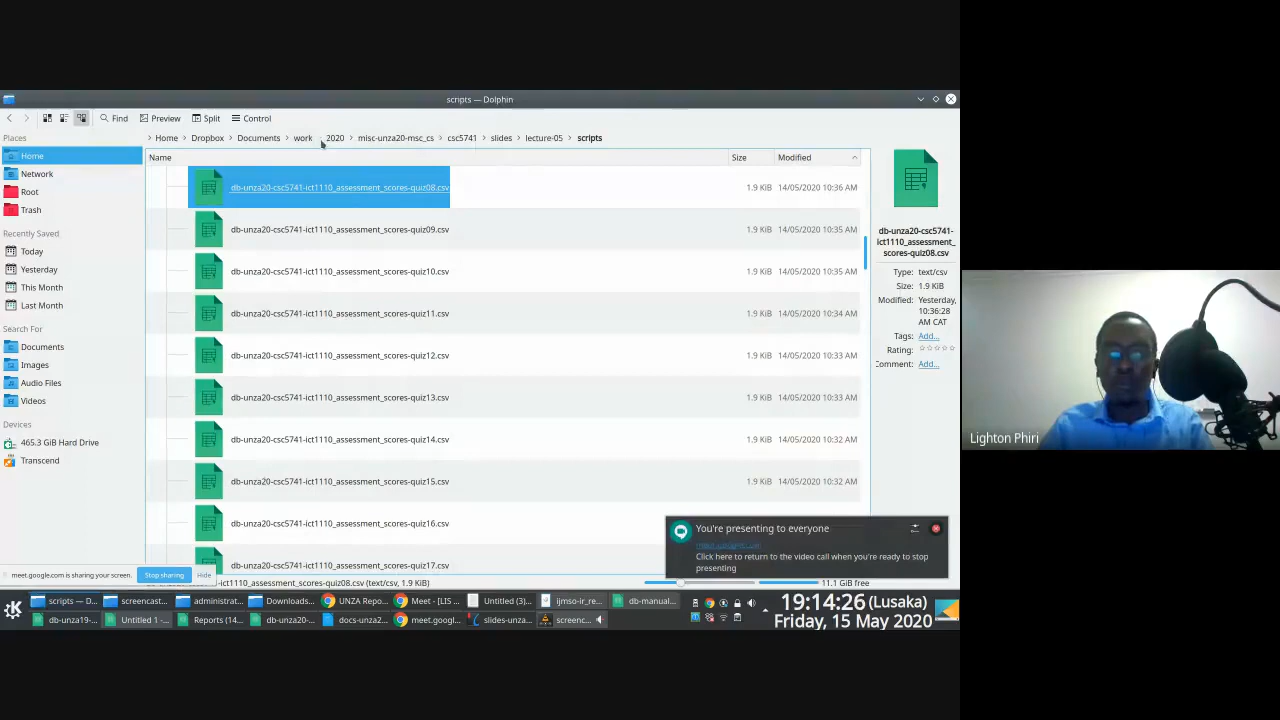 scripts — Dolphin
Find Preview Split Control
Home Dropbox Documents work 2020 misc-unza20-msc_cs csc5741 slides lecture-05 scripts
Places
Home
Network
Root
Trash
Recently Saved
Today
Yesterday
This Month
Last Month
Search For
Documents
Images
Audio Files
Videos
Devices
465.3 GiB Hard Drive
Transcend
Name Size Modified
db-unza20-csc5741-ict1110_assessment_scores-quiz08.csv 1.9 KiB 14/05/2020 10:36 AM
db-unza20-csc5741-ict1110_assessment_scores-quiz09.csv 1.9 KiB 14/05/2020 10:35 AM
db-unza20-csc5741-ict1110_assessment_scores-quiz10.csv 1.9 KiB 14/05/2020 10:35 AM
db-unza20-csc5741-ict1110_assessment_scores-quiz11.csv 1.9 KiB 14/05/2020 10:34 AM
db-unza20-csc5741-ict1110_assessment_scores-quiz12.csv 1.9 KiB 14/05/2020 10:33 AM
db-unza20-csc5741-ict1110_assessment_scores-quiz13.csv 1.9 KiB 14/05/2020 10:33 AM
db-unza20-csc5741-ict1110_assessment_scores-quiz14.csv 1.9 KiB 14/05/2020 10:32 AM
db-unza20-csc5741-ict1110_assessment_scores-quiz15.csv 1.9 KiB 14/05/2020 10:32 AM
db-unza20-csc5741-ict1110_assessment_scores-quiz16.csv
db-unza20-csc5741-ict1110_assessment_scores-quiz17.csv
db-unza20-csc5741-
ict1110_assessment_
scores-quiz08.csv
Type: text/csv
Size: 1.9 KiB
Modified: Yesterday,
10:36:28
AM CAT
Tags: Add...
Rating:
Comment: Add...
You're presenting to everyone
Click here to return to the video call when you're ready to stop
presenting
meet.google.com is sharing your screen. Stop sharing Hide
-ict1110_assessment_scores-quiz08.csv (text/csv, 1.9 KiB) 11.1 GiB free
scripts — D... screencast... administrat... Downloads... UNZA Repo... Meet - [LIS ... Untitled (3)... ijmso-ir_re... db-manual...
db-unza19-... Untitled 1 -... Reports (14... db-unza20-... docs-unza2... meet.googl... slides-unza... screenc...
19:14:26 (Lusaka)
Friday, 15 May 2020
Lighton Phiri